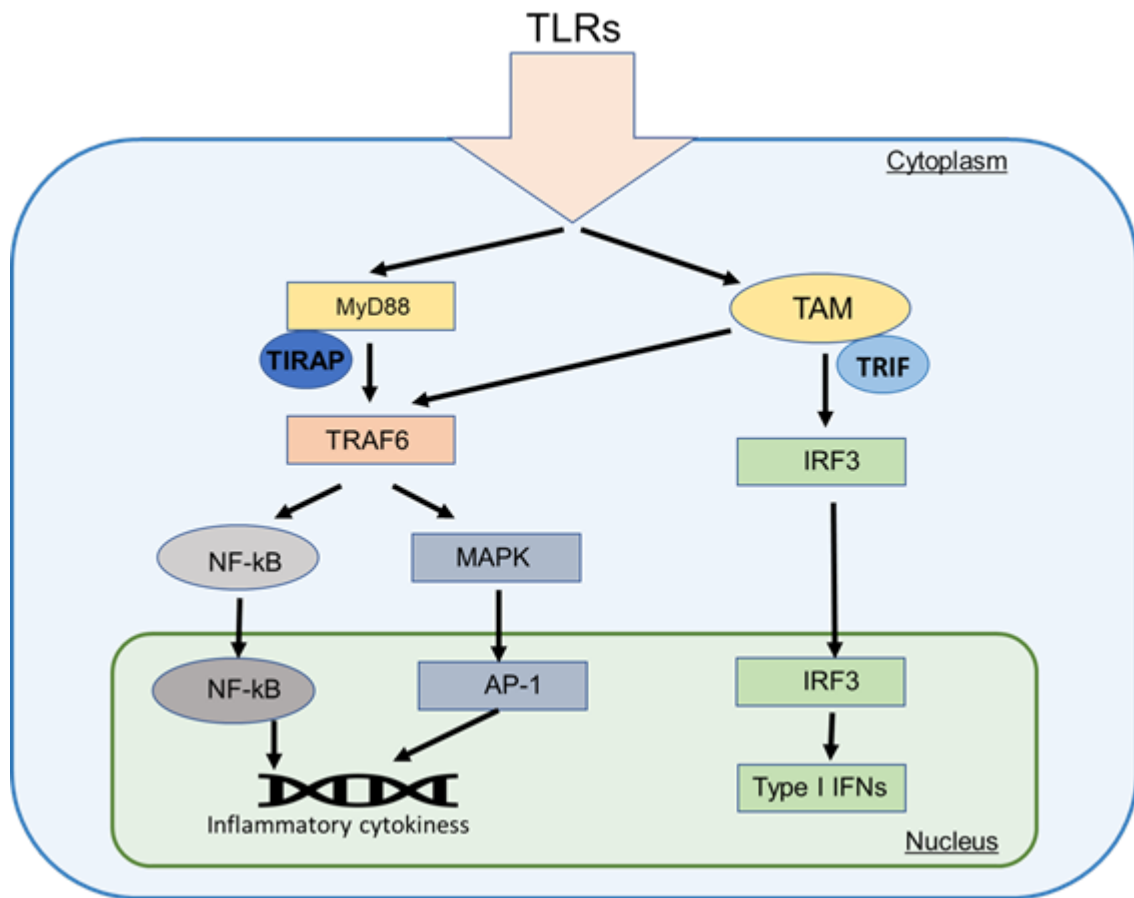 TLRs
Cytoplasm
MyD88
TAM
TIRAP
TRIF
TRAF6
IRF3
NF-kB
MAPK
NF-kB
AP-1
IRF3
Type I IFNs
Inflammatory cytokiness
Nucleus